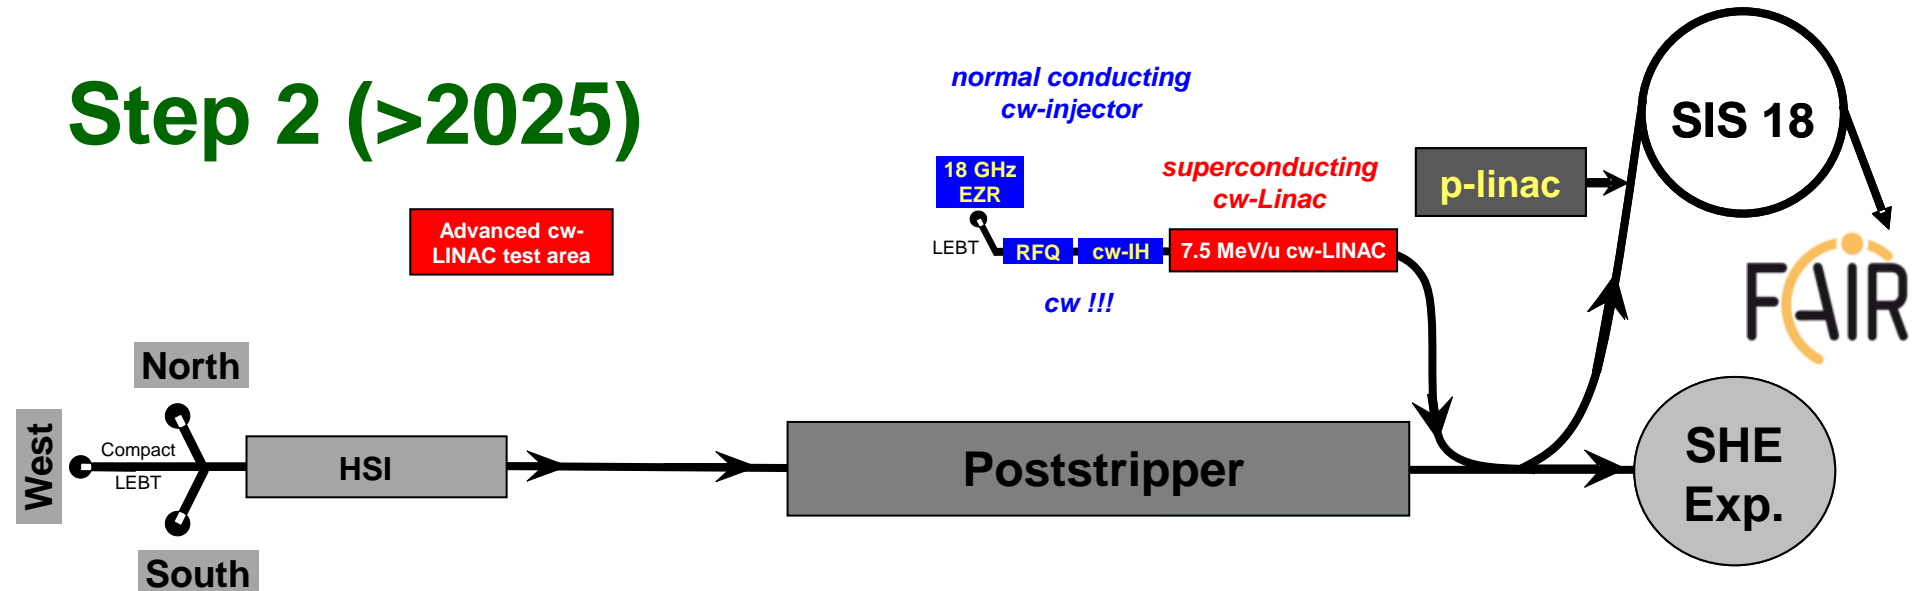 Step 2 (>2025)
normal conducting
cw-injector
SIS 18
18 GHz
EZR
superconducting
cw-Linac
p-linac
Advanced cw-
LINAC test area
LEBT
RFQ
cw-IH
7.5 MeV/u cw-LINAC
cw !!!
FAIR
North
West
Compact
LEBT
HSI
Poststripper
SHE
Exp.
South